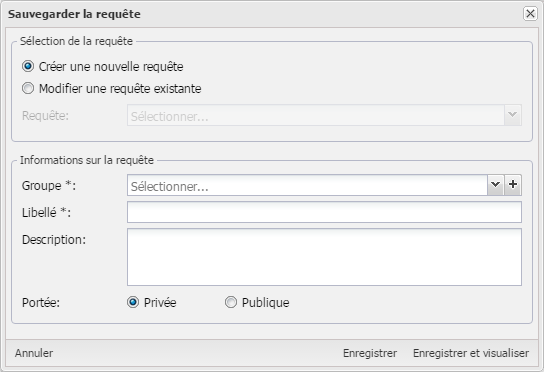 Sauvegarder la requête
Sélection de la requête
Créer une nouvelle requête
Modifier une requête existante
Requête: Sélectionner...
Informations sur la requête
Groupe *: Sélectionner...
Libellé *:
Description:
Portée: Privée Publique
Annuler Enregistrer Enregistrer et visualiser